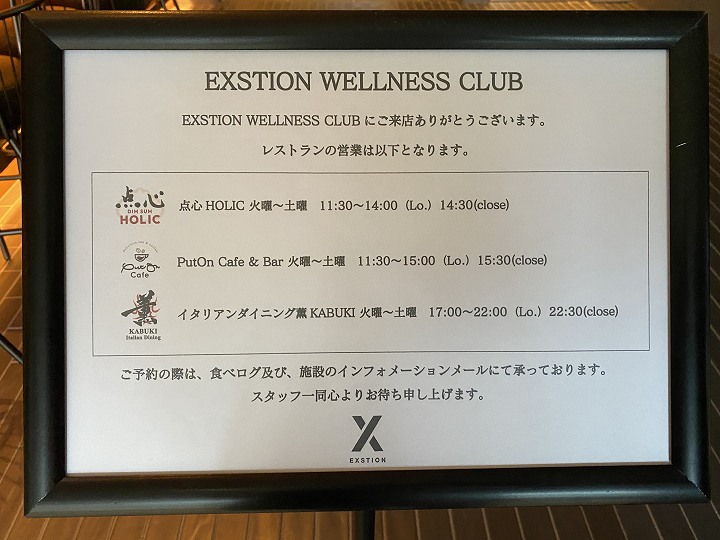 EXSTION WELLNESS CLUB
EXSTION WELLNESS CLUB にご来店ありがとうございます。
レストランの営業は以下となります。
点心
DIM SUM
HOLIC
点心 HOLIC 火曜～土曜 11:30～14:00（Lo.）14:30(close)
PutOn
Cafe
PutOn Cafe & Bar 火曜～土曜 11:30～15:00（Lo.）15:30(close)
薫
KABUKI
Italian Dining
イタリアンダイニング薫 KABUKI 火曜～土曜 17:00～22:00（Lo.）22:30(close)
ご予約の際は、食べログ及び、施設のインフォメーションメールにて承っております。
スタッフ一同心よりお待ち申し上げます。
X
EXSTION